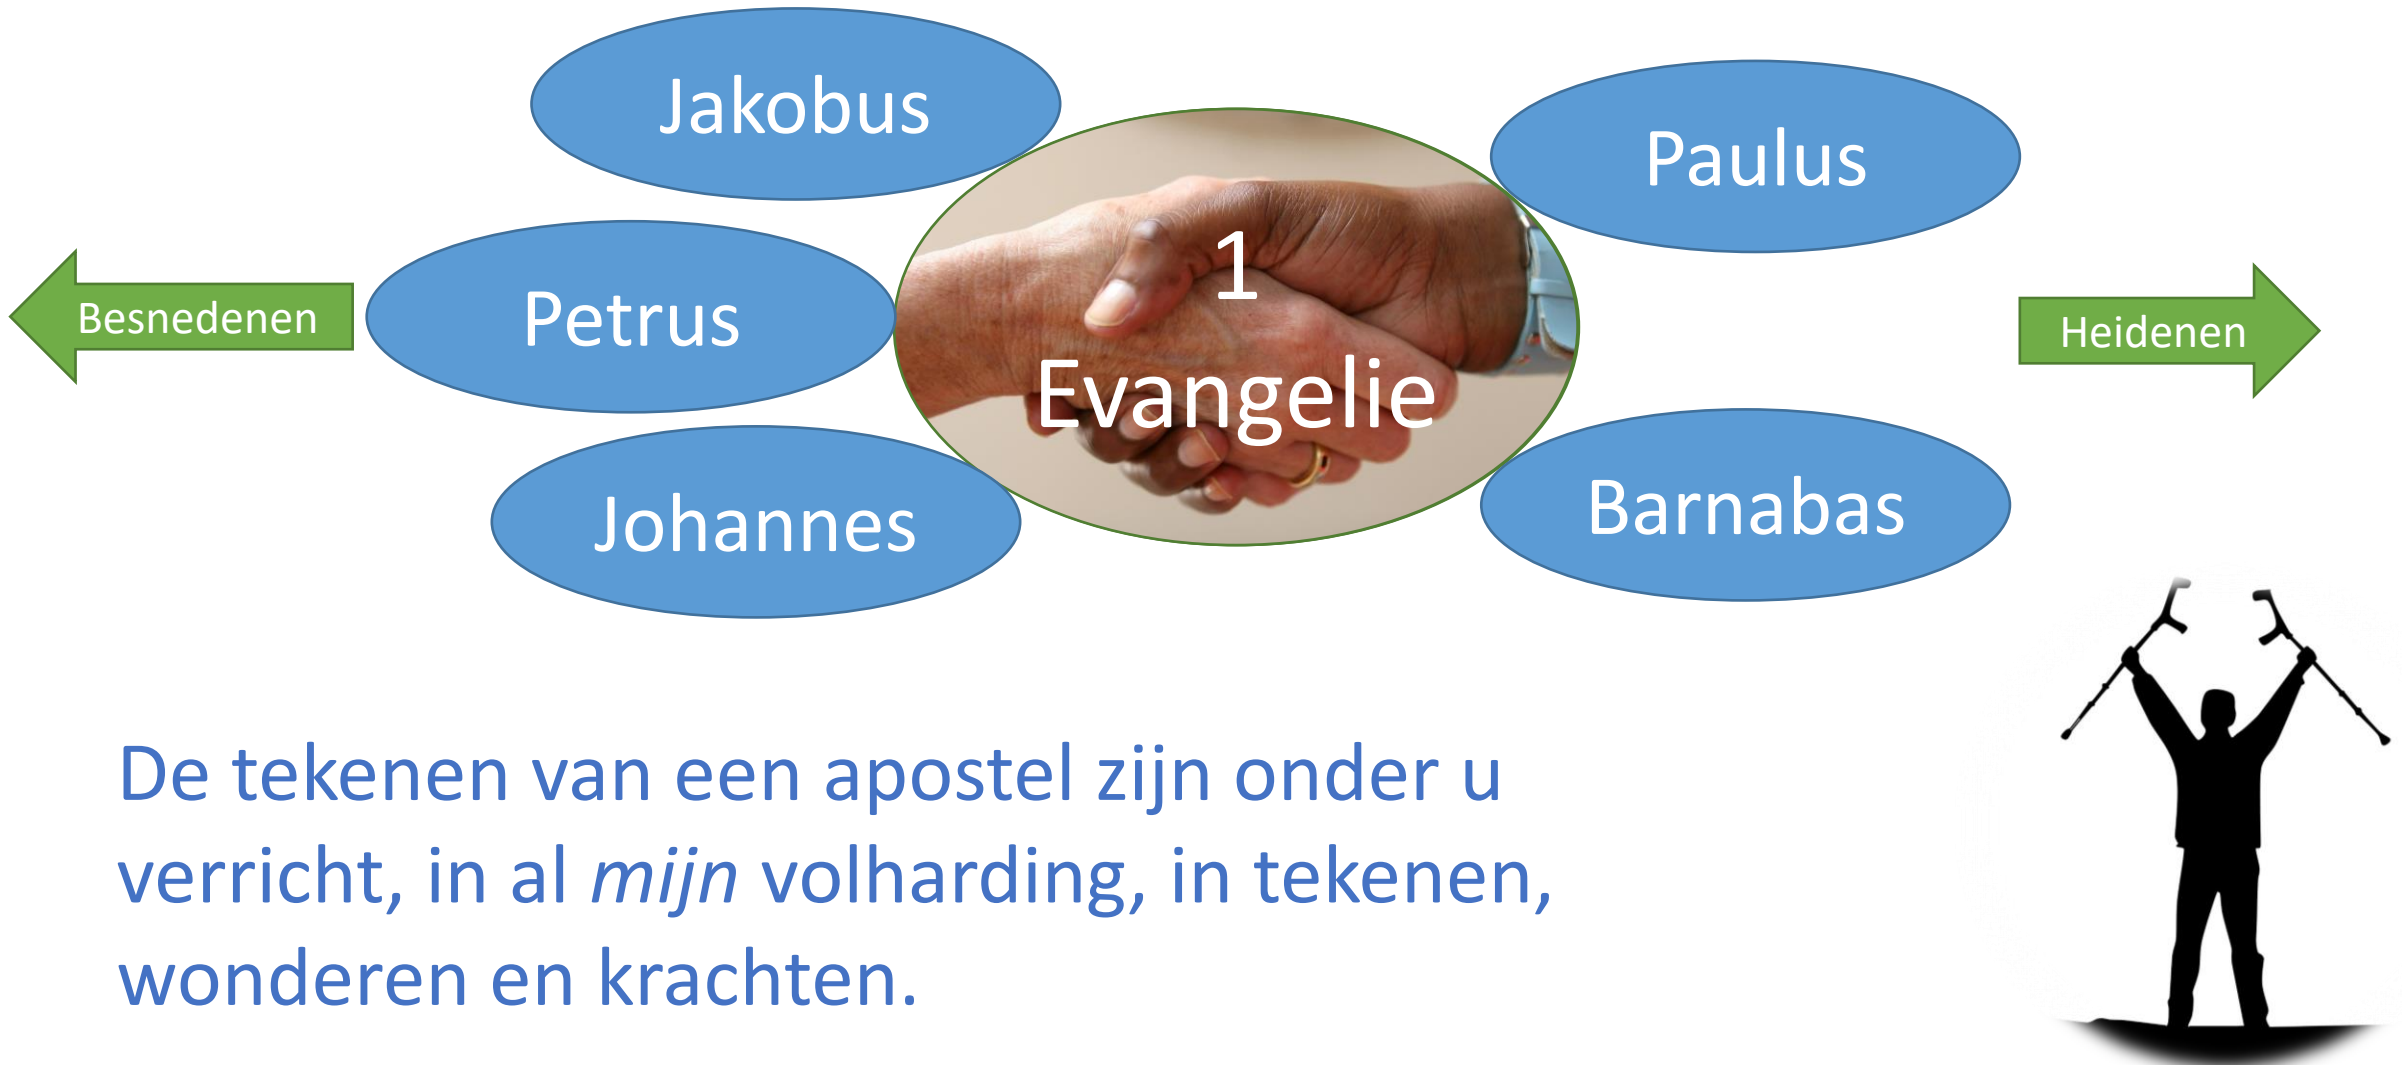 Jakobus
Paulus
1
Evangelie
Besnedenen
Petrus
Heidenen
Johannes
Barnabas
De tekenen van een apostel zijn onder u
verricht, in al mijn volharding, in tekenen,
wonderen en krachten.